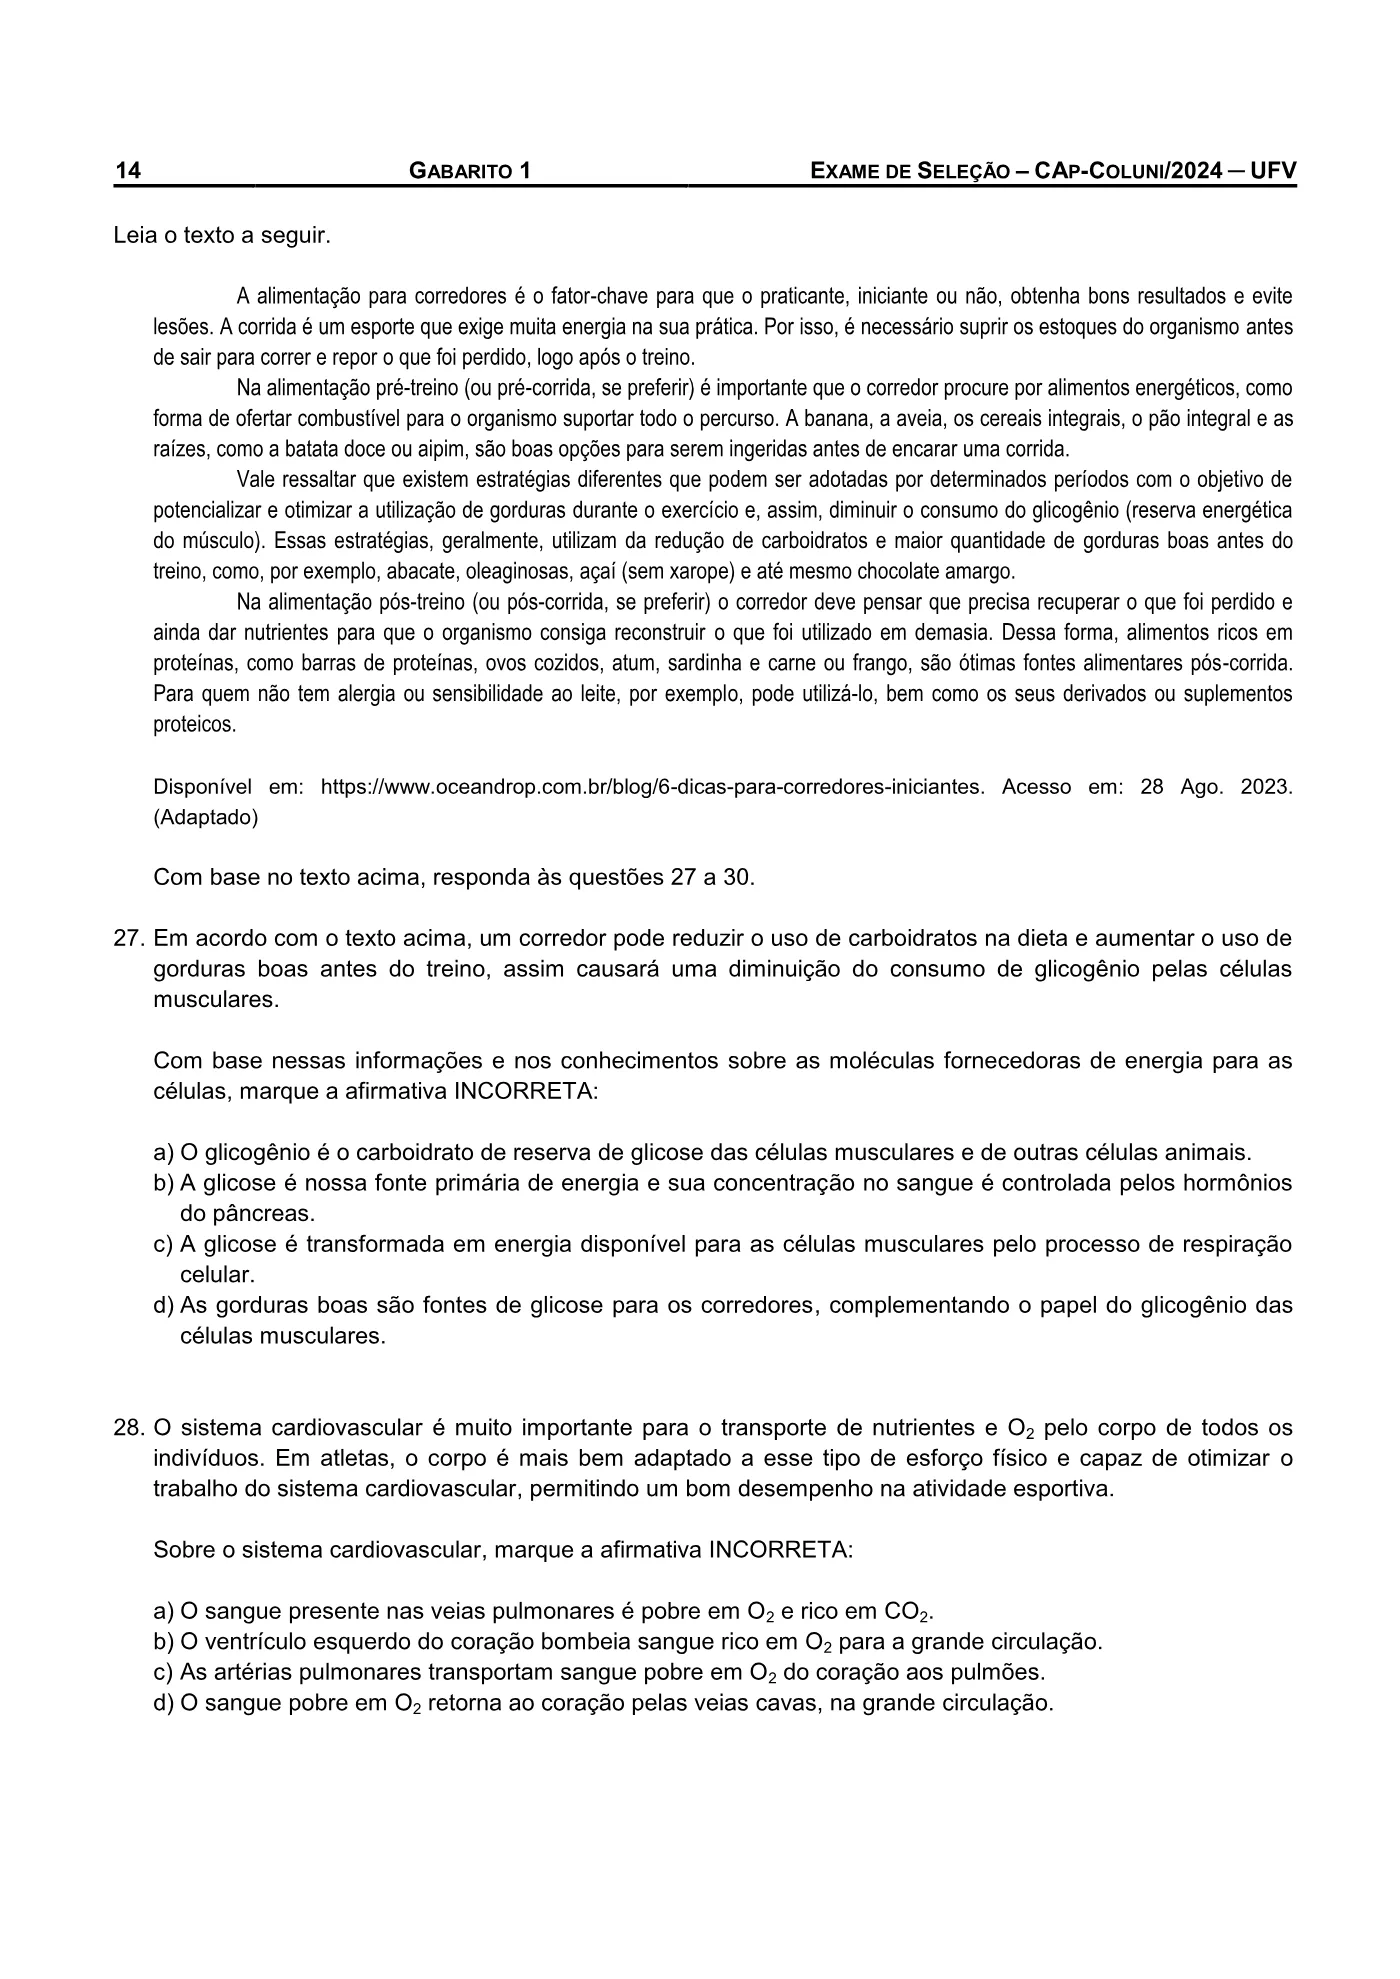 14 GABARITO 1 EXAME DE SELEÇÃO – CAP-COLUNI/2024 ─ UFV
Leia o texto a seguir.
A alimentação para corredores é o fator-chave para que o praticante, iniciante ou não, obtenha bons resultados e evite
lesões. A corrida é um esporte que exige muita energia na sua prática. Por isso, é necessário suprir os estoques do organismo antes
de sair para correr e repor o que foi perdido, logo após o treino.
Na alimentação pré-treino (ou pré-corrida, se preferir) é importante que o corredor procure por alimentos energéticos, como
forma de ofertar combustível para o organismo suportar todo o percurso. A banana, a aveia, os cereais integrais, o pão integral e as
raízes, como a batata doce ou aipim, são boas opções para serem ingeridas antes de encarar uma corrida.
Vale ressaltar que existem estratégias diferentes que podem ser adotadas por determinados períodos com o objetivo de
potencializar e otimizar a utilização de gorduras durante o exercício e, assim, diminuir o consumo do glicogênio (reserva energética
do músculo). Essas estratégias, geralmente, utilizam da redução de carboidratos e maior quantidade de gorduras boas antes do
treino, como, por exemplo, abacate, oleaginosas, açaí (sem xarope) e até mesmo chocolate amargo.
Na alimentação pós-treino (ou pós-corrida, se preferir) o corredor deve pensar que precisa recuperar o que foi perdido e
ainda dar nutrientes para que o organismo consiga reconstruir o que foi utilizado em demasia. Dessa forma, alimentos ricos em
proteínas, como barras de proteínas, ovos cozidos, atum, sardinha e carne ou frango, são ótimas fontes alimentares pós-corrida.
Para quem não tem alergia ou sensibilidade ao leite, por exemplo, pode utilizá-lo, bem como os seus derivados ou suplementos
proteicos.
Disponível em: https://www.oceandrop.com.br/blog/6-dicas-para-corredores-iniciantes. Acesso em: 28 Ago. 2023.
(Adaptado)
Com base no texto acima, responda às questões 27 a 30.
27. Em acordo com o texto acima, um corredor pode reduzir o uso de carboidratos na dieta e aumentar o uso de
gorduras boas antes do treino, assim causará uma diminuição do consumo de glicogênio pelas células
musculares.
Com base nessas informações e nos conhecimentos sobre as moléculas fornecedoras de energia para as
células, marque a afirmativa INCORRETA:
a) O glicogênio é o carboidrato de reserva de glicose das células musculares e de outras células animais.
b) A glicose é nossa fonte primária de energia e sua concentração no sangue é controlada pelos hormônios
do pâncreas.
c) A glicose é transformada em energia disponível para as células musculares pelo processo de respiração
celular.
d) As gorduras boas são fontes de glicose para os corredores, complementando o papel do glicogênio das
células musculares.
28. O sistema cardiovascular é muito importante para o transporte de nutrientes e O2 pelo corpo de todos os
indivíduos. Em atletas, o corpo é mais bem adaptado a esse tipo de esforço físico e capaz de otimizar o
trabalho do sistema cardiovascular, permitindo um bom desempenho na atividade esportiva.
Sobre o sistema cardiovascular, marque a afirmativa INCORRETA:
a) O sangue presente nas veias pulmonares é pobre em O2 e rico em CO2.
b) O ventrículo esquerdo do coração bombeia sangue rico em O2 para a grande circulação.
c) As artérias pulmonares transportam sangue pobre em O2 do coração aos pulmões.
d) O sangue pobre em O2 retorna ao coração pelas veias cavas, na grande circulação.